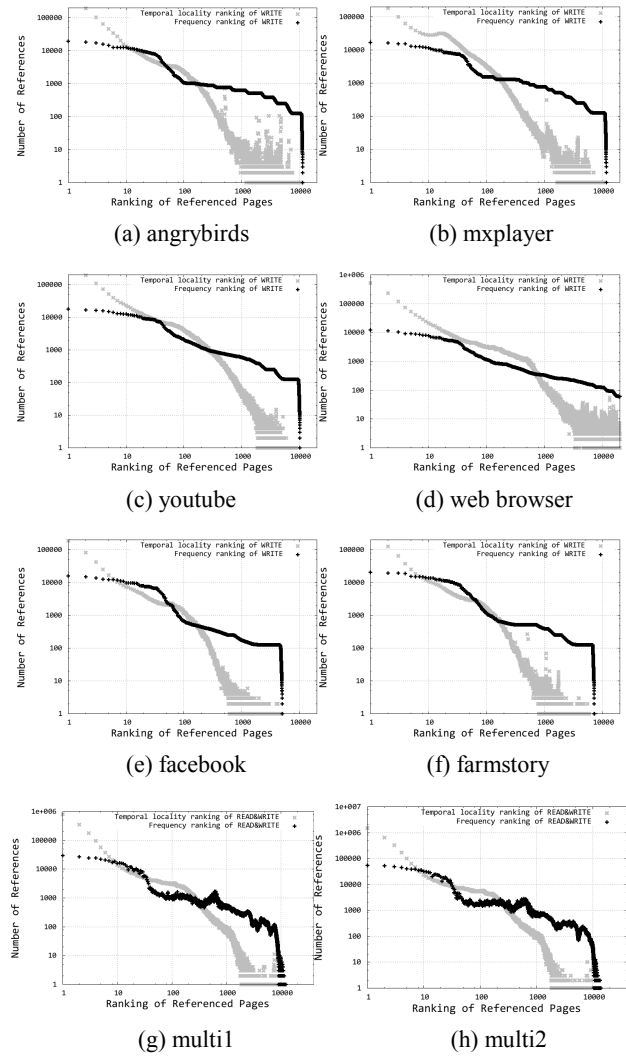 Temporal locality ranking of WRITE
Frequency ranking of WRITE
Number of References
100000
10000
1000
100
10
1
1 10 100 1000 10000
Ranking of Referenced Pages
(a) angrybirds
Temporal locality ranking of WRITE
Frequency ranking of WRITE
Number of References
100000
10000
1000
100
10
1
1 10 100 1000 10000
Ranking of Referenced Pages
(b) mxplayer
Temporal locality ranking of WRITE
Frequency ranking of WRITE
Number of References
100000
10000
1000
100
10
1
1 10 100 1000 10000
Ranking of Referenced Pages
(c) youtube
Temporal locality ranking of WRITE
Frequency ranking of WRITE
Number of References
1e+006
100000
10000
1000
100
10
1
1 10 100 1000 10000
Ranking of Referenced Pages
(d) web browser
Temporal locality ranking of WRITE
Frequency ranking of WRITE
Number of References
100000
10000
1000
100
10
1
1 10 100 1000 10000
Ranking of Referenced Pages
(e) facebook
Temporal locality ranking of WRITE
Frequency ranking of WRITE
Number of References
100000
10000
1000
100
10
1
1 10 100 1000 10000
Ranking of Referenced Pages
(f) farmstory
Temporal locality ranking of READ&WRITE
Frequency ranking of READ&WRITE
Number of References
1e+006
100000
10000
1000
100
10
1
1 10 100 1000 10000
Ranking of Referenced Pages
(g) multi1
Temporal locality ranking of READ&WRITE
Frequency ranking of READ&WRITE
Number of References
1e+007
1e+006
100000
10000
1000
100
10
1
1 10 100 1000 10000
Ranking of Referenced Pages
(h) multi2